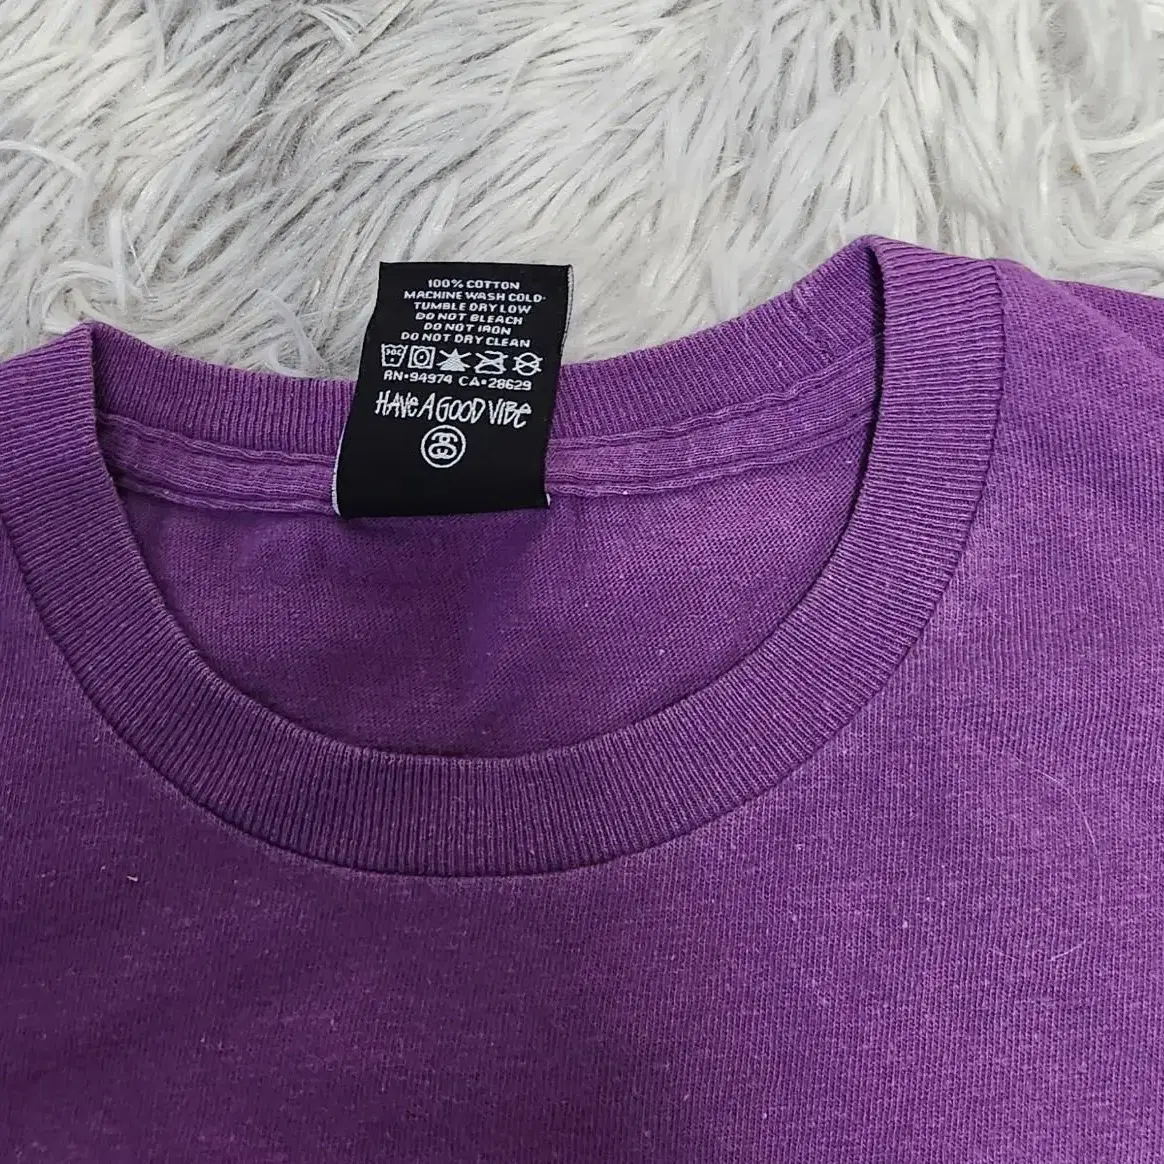 100% COTTON
MACHINE WASH COLD·
TUMBLE DRY LOW
DO NOT BLEACH
DO NOT IRON
DO NOT DRY CLEAN
30C
RN·94974 CA·28629
HAVE A GOOD VIBE